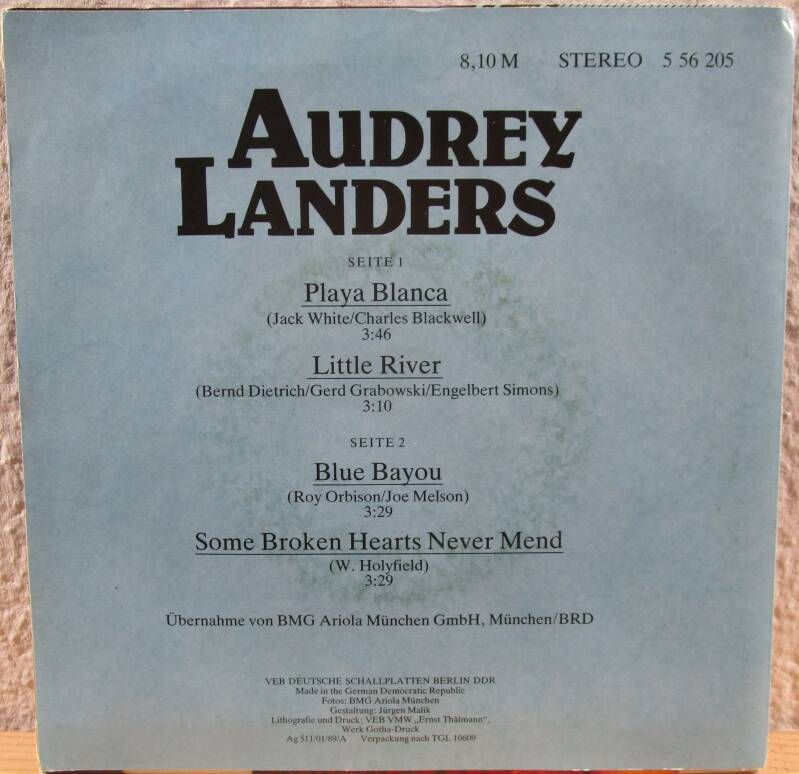 8,10 M STEREO 5 56 205
AUDREY
LANDERS
SEITE 1
Playa Blanca
(Jack White/Charles Blackwell)
3:46
Little River
(Bernd Dietrich/Gerd Grabowski/Engelbert Simons)
3:10
SEITE 2
Blue Bayou
(Roy Orbison/Joe Melson)
3:29
Some Broken Hearts Never Mend
(W. Holyfield)
3:29
Übernahme von BMG Ariola München GmbH, München/BRD
VEB DEUTSCHE SCHALLPLATTEN BERLIN DDR
Made in the German Democratic Republic
Fotos: BMG Ariola München
Gestaltung: Jürgen Malik
Lithografie und Druck: VEB VMW „Ernst Thälmann“,
Werk Gotha-Druck
Ag 511/01/89/A Verpackung nach TGL 10609